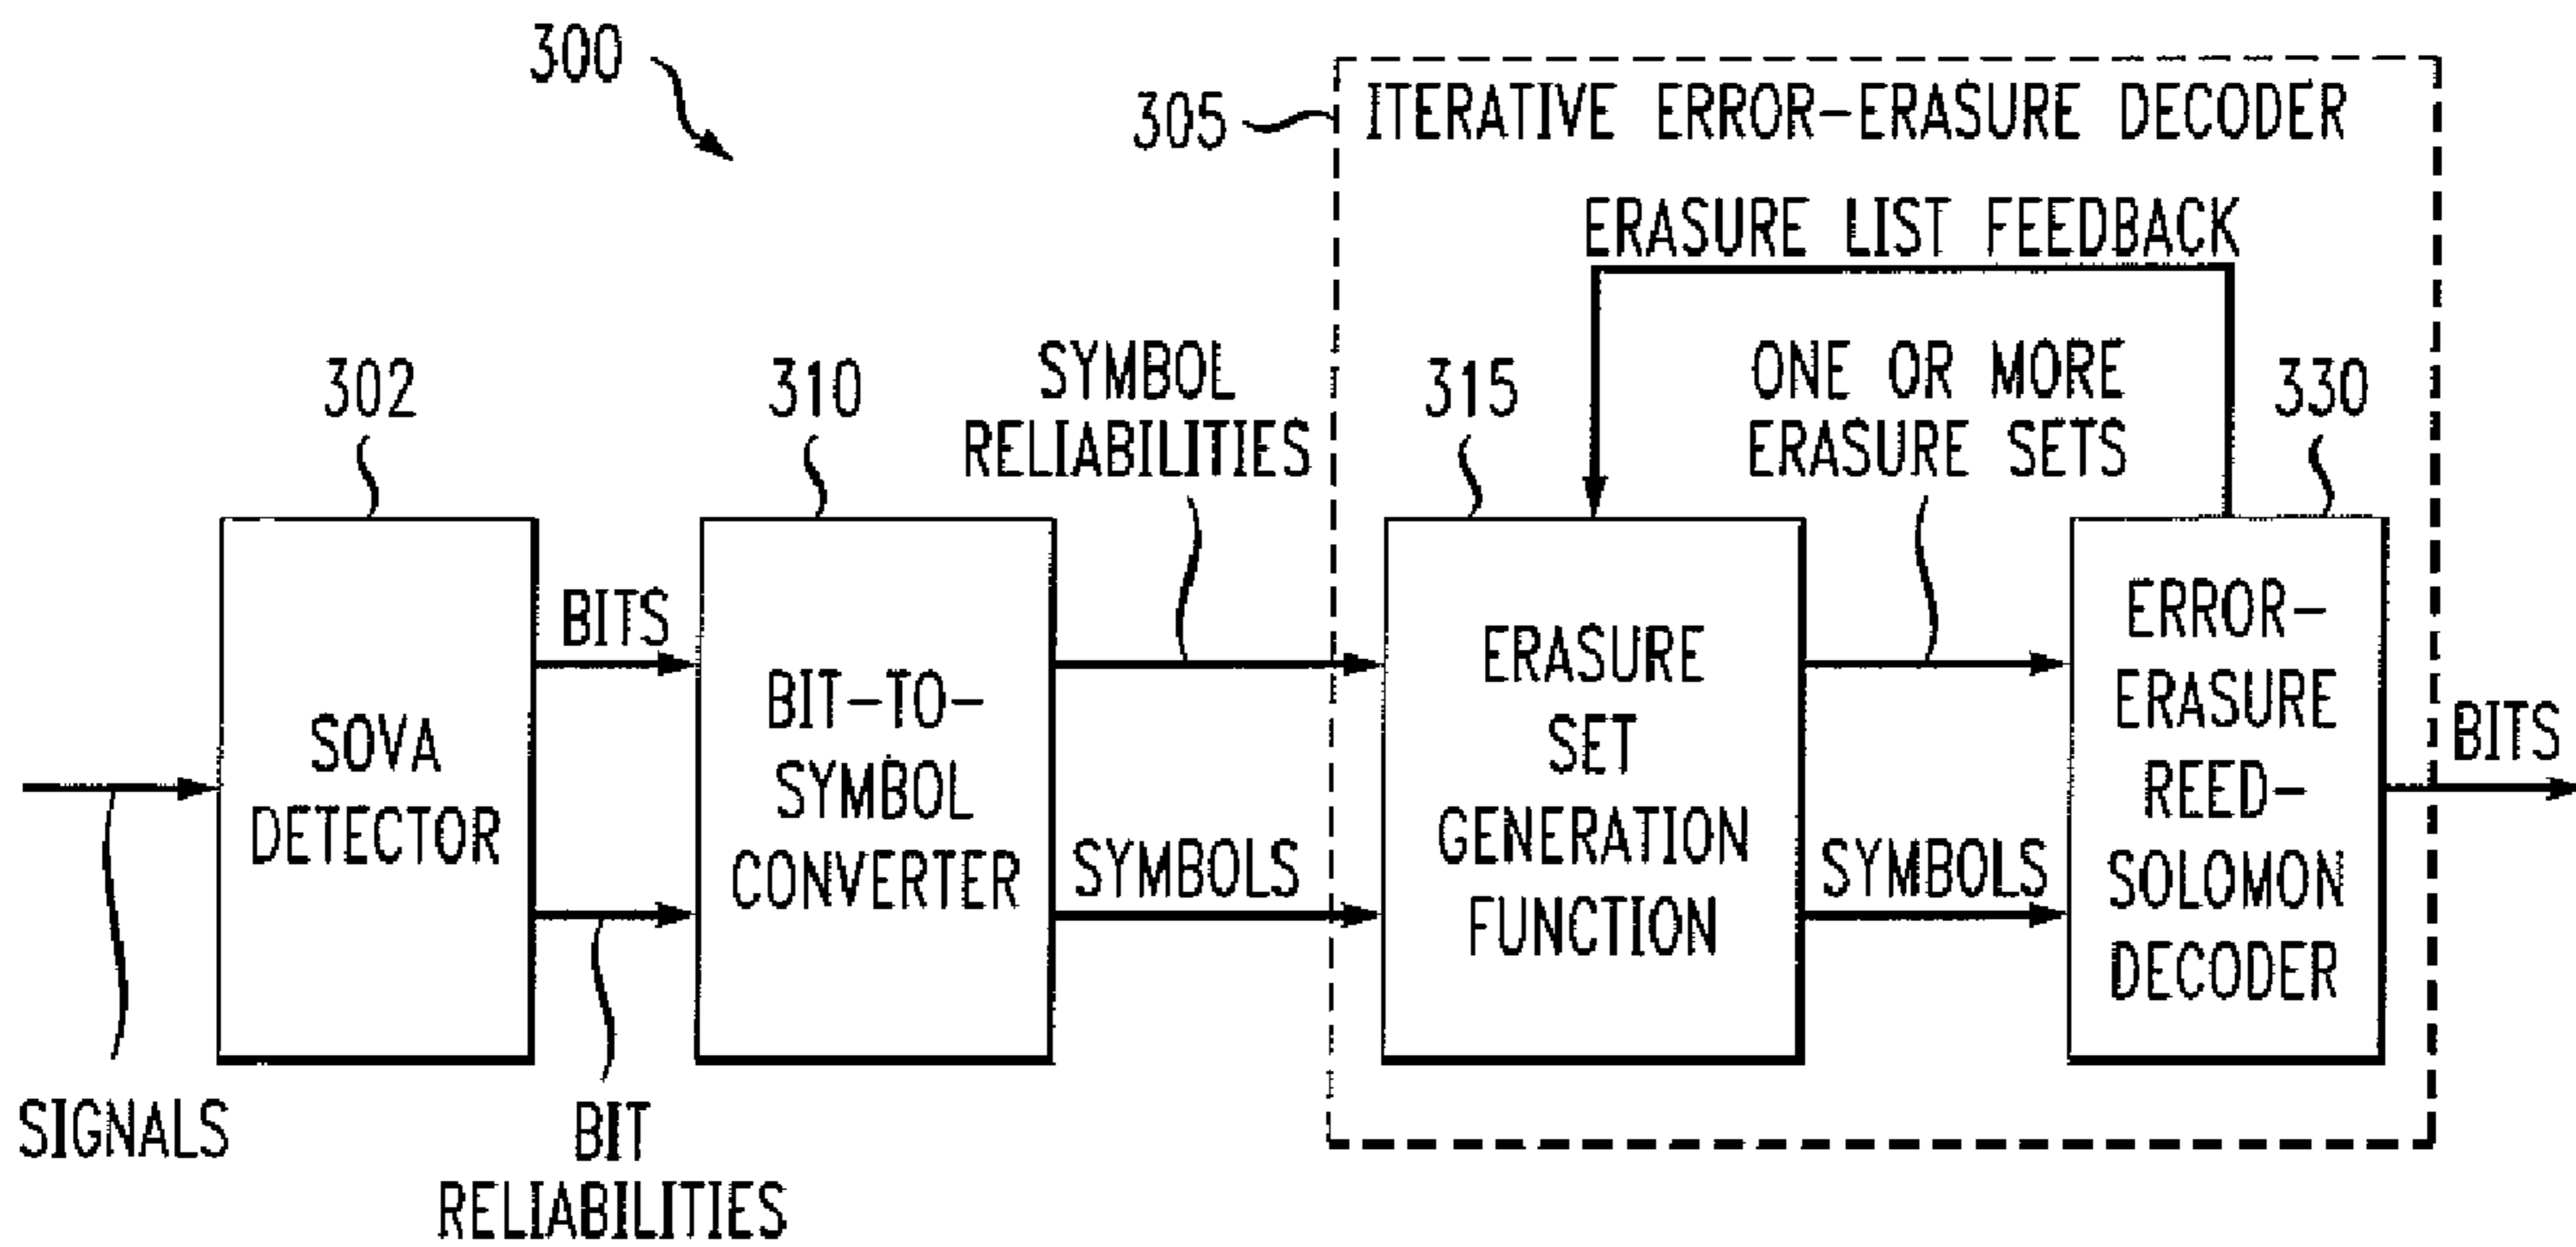 300
305
ITERATIVE ERROR-ERASURE DECODER
ERASURE LIST FEEDBACK
302
310
SYMBOL
RELIABILITIES
315
ONE OR MORE
ERASURE SETS
330
SOVA
DETECTOR
BITS
BIT-TO-
SYMBOL
CONVERTER
SYMBOLS
ERASURE
SET
GENERATION
FUNCTION
SYMBOLS
ERROR-
ERASURE
REED-
SOLOMON
DECODER
BITS
SIGNALS
BIT
RELIABILITIES